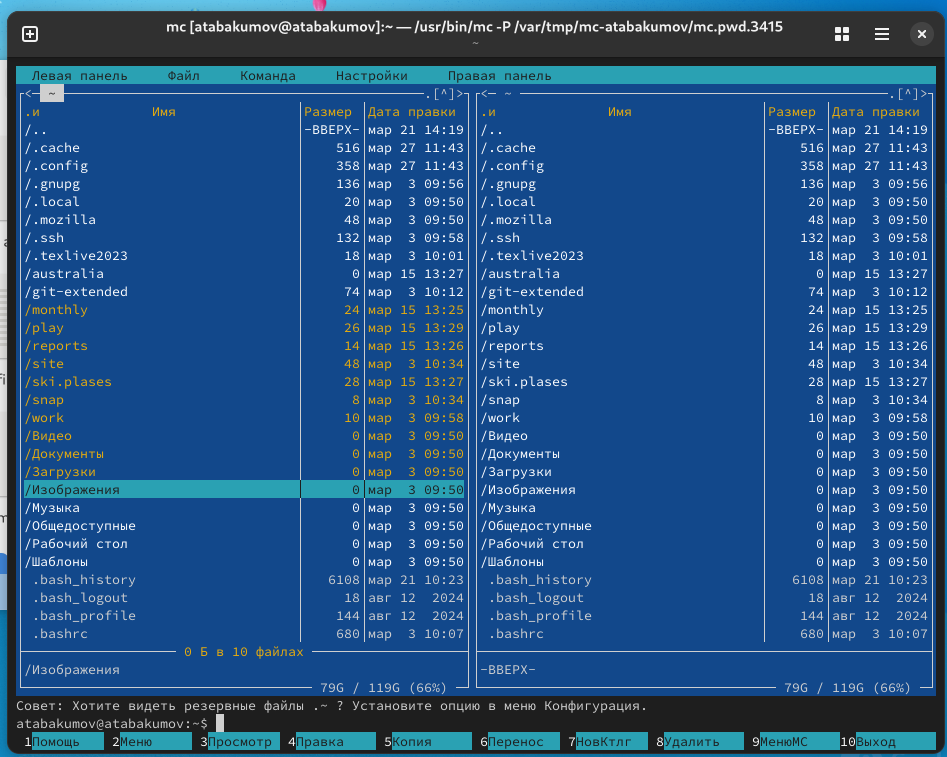 mc [atabakumov@atabakumov]:~ — /usr/bin/mc -P /var/tmp/mc-atabakumov/mc.pwd.3415
~
Левая панель Файл Команда Настройки Правая панель
<— ~ .[^]> <— ~ .[^]>
.и Имя Размер Дата правки .и Имя Размер Дата правки
/.. -ВВЕРХ- мар 21 14:19 /.. -ВВЕРХ- мар 21 14:19
/.cache 516 мар 27 11:43 /.cache 516 мар 27 11:43
/.config 358 мар 27 11:43 /.config 358 мар 27 11:43
/.gnupg 136 мар 3 09:56 /.gnupg 136 мар 3 09:56
/.local 20 мар 3 09:50 /.local 20 мар 3 09:50
/.mozilla 48 мар 3 09:50 /.mozilla 48 мар 3 09:50
/.ssh 132 мар 3 09:58 /.ssh 132 мар 3 09:58
/.texlive2023 18 мар 3 10:01 /.texlive2023 18 мар 3 10:01
/australia 0 мар 15 13:27 /australia 0 мар 15 13:27
/git-extended 74 мар 3 10:12 /git-extended 74 мар 3 10:12
/monthly 24 мар 15 13:25 /monthly 24 мар 15 13:25
/play 26 мар 15 13:29 /play 26 мар 15 13:29
/reports 14 мар 15 13:26 /reports 14 мар 15 13:26
/site 48 мар 3 10:34 /site 48 мар 3 10:34
/ski.plases 28 мар 15 13:27 /ski.plases 28 мар 15 13:27
/snap 8 мар 3 10:34 /snap 8 мар 3 10:34
/work 10 мар 3 09:58 /work 10 мар 3 09:58
/Видео 0 мар 3 09:50 /Видео 0 мар 3 09:50
/Документы 0 мар 3 09:50 /Документы 0 мар 3 09:50
/Загрузки 0 мар 3 09:50 /Загрузки 0 мар 3 09:50
/Изображения 0 мар 3 09:50 /Изображения 0 мар 3 09:50
/Музыка 0 мар 3 09:50 /Музыка 0 мар 3 09:50
/Общедоступные 0 мар 3 09:50 /Общедоступные 0 мар 3 09:50
/Рабочий стол 0 мар 3 09:50 /Рабочий стол 0 мар 3 09:50
/Шаблоны 0 мар 3 09:50 /Шаблоны 0 мар 3 09:50
.bash_history 6108 мар 21 10:23 .bash_history 6108 мар 21 10:23
.bash_logout 18 авг 12 2024 .bash_logout 18 авг 12 2024
.bash_profile 144 авг 12 2024 .bash_profile 144 авг 12 2024
.bashrc 680 мар 3 10:07 .bashrc 680 мар 3 10:07
0 Б в 10 файлах
/Изображения -ВВЕРХ-
79G / 119G (66%) 79G / 119G (66%)
Совет: Хотите видеть резервные файлы .~ ? Установите опцию в меню Конфигурация.
atabakumov@atabakumov:~$
1Помощь 2Меню 3Просмотр 4Правка 5Копия 6Перенос 7НовКтлг 8Удалить 9МенюМС 10Выход